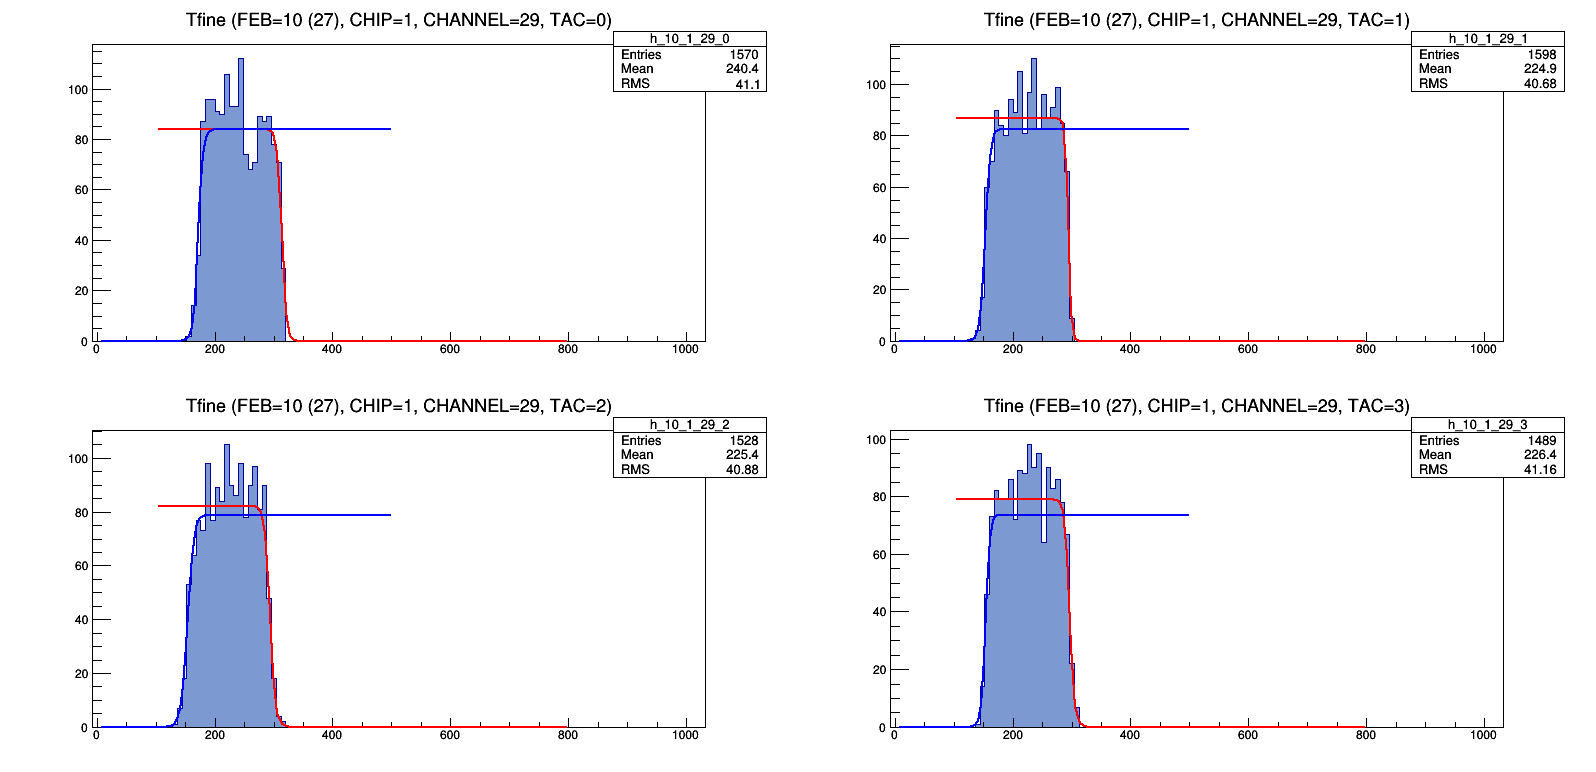 Tfine (FEB=10 (27), CHIP=1, CHANNEL=29, TAC=0)
h_10_1_29_0
Entries 1570
Mean 240.4
RMS 41.1
100
80
60
40
20
0
0 200 400 600 800 1000
Tfine (FEB=10 (27), CHIP=1, CHANNEL=29, TAC=1)
h_10_1_29_1
Entries 1598
Mean 224.9
RMS 40.68
100
80
60
40
20
0
0 200 400 600 800 1000
Tfine (FEB=10 (27), CHIP=1, CHANNEL=29, TAC=2)
h_10_1_29_2
Entries 1528
Mean 225.4
RMS 40.88
100
80
60
40
20
0
0 200 400 600 800 1000
Tfine (FEB=10 (27), CHIP=1, CHANNEL=29, TAC=3)
h_10_1_29_3
Entries 1489
Mean 226.4
RMS 41.16
100
80
60
40
20
0
0 200 400 600 800 1000